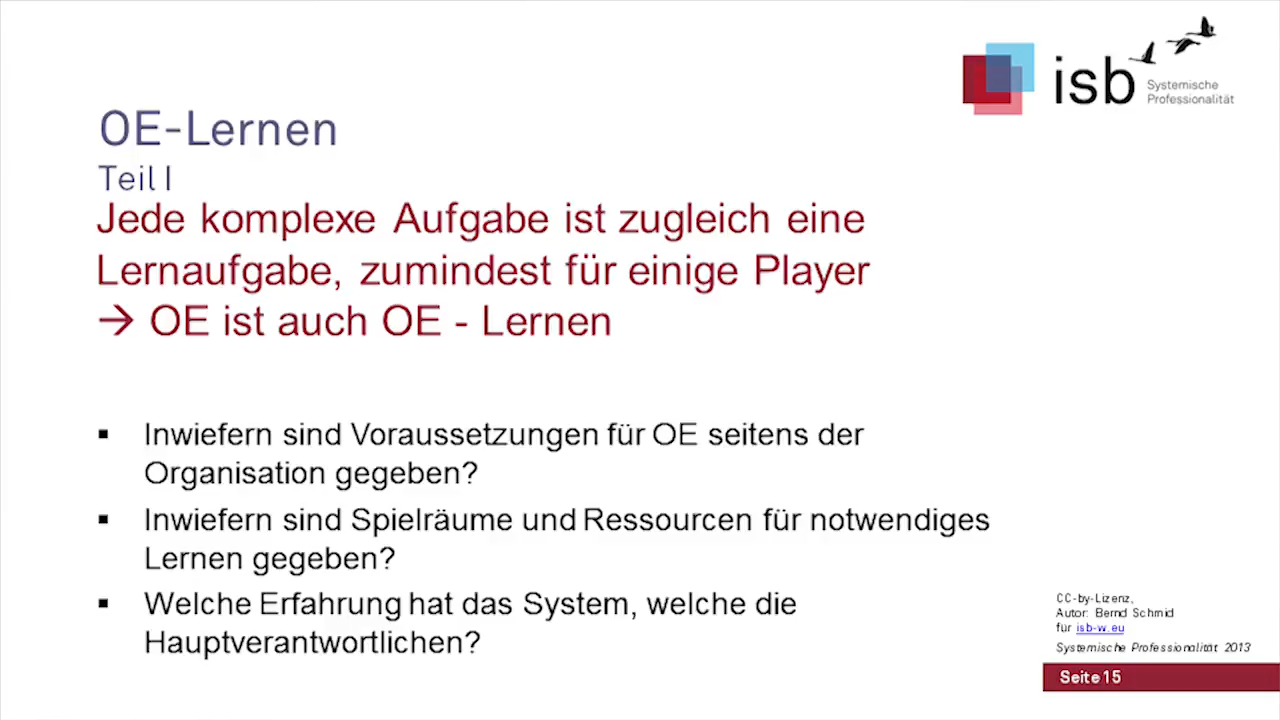 isb
Systemische
Professionalität
OE-Lernen
Teil I
Jede komplexe Aufgabe ist zugleich eine
Lernaufgabe, zumindest für einige Player
→ OE ist auch OE - Lernen
▪ Inwiefern sind Voraussetzungen für OE seitens der
Organisation gegeben?
▪ Inwiefern sind Spielräume und Ressourcen für notwendiges
Lernen gegeben?
▪ Welche Erfahrung hat das System, welche die
Hauptverantwortlichen?
CC-by-Lizenz,
Autor: Bernd Schmid
für isb-w.eu
Systemische Professionalität 2013
Seite 15